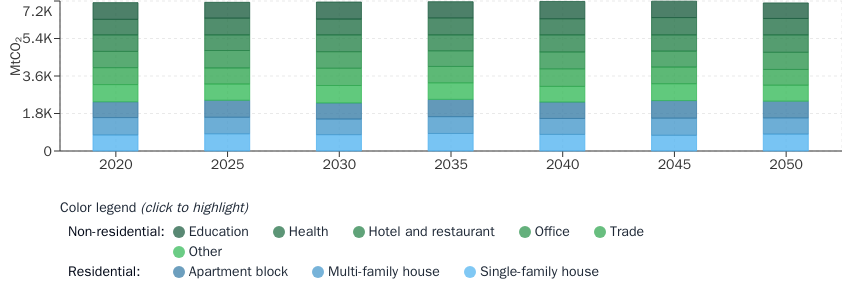 7.2K
5.4K
MtCO₂
3.6K
1.8K
0
2020 2025 2030 2035 2040 2045 2050
Color legend (click to highlight)
Non-residential: Education Health Hotel and restaurant Office Trade
Other
Residential: Apartment block Multi-family house Single-family house